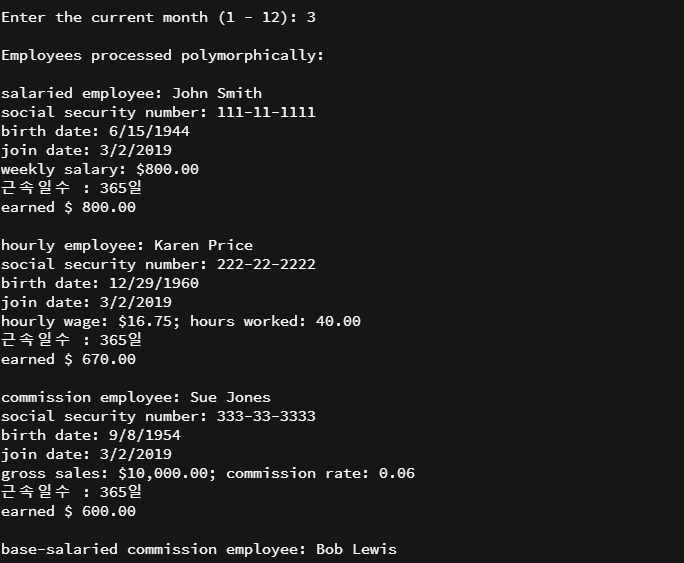 Enter the current month (1 - 12): 3
Employees processed polymorphically:
salaried employee: John Smith
social security number: 111-11-1111
birth date: 6/15/1944
join date: 3/2/2019
weekly salary: $800.00
근속일수 : 365일
earned $ 800.00
hourly employee: Karen Price
social security number: 222-22-2222
birth date: 12/29/1960
join date: 3/2/2019
hourly wage: $16.75; hours worked: 40.00
근속일수 : 365일
earned $ 670.00
commission employee: Sue Jones
social security number: 333-33-3333
birth date: 9/8/1954
join date: 3/2/2019
gross sales: $10,000.00; commission rate: 0.06
근속일수 : 365일
earned $ 600.00
base-salaried commission employee: Bob Lewis